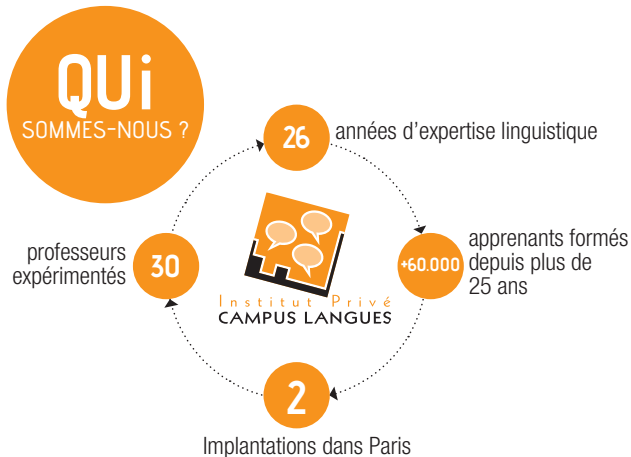 QUi
SOMMES-NOUS ?
26
années d'expertise linguistique
+60.000
apprenants formés
depuis plus de
25 ans
professeurs
expérimentés
30
Institut Privé
CAMPUS LANGUES
2
Implantations dans Paris